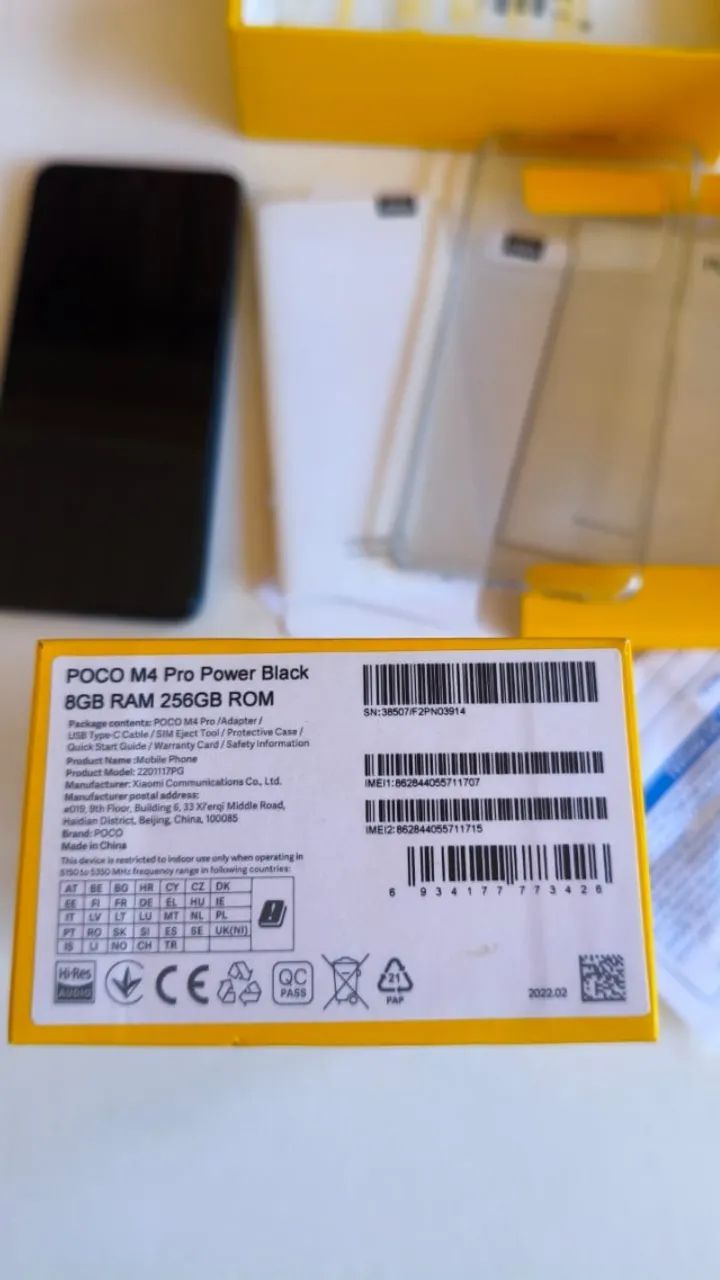 POCO M4 Pro Power Black
8GB RAM 256GB ROM
Package contents: POCO M4 Pro /Adapter /
USB Type-C Cable / SIM Eject Tool / Protective Case /
Quick Start Guide / Warranty Card / Safety Information
Product Name :Mobile Phone
Product Model: 2201117PG
Manufacturer: Xiaomi Communications Co., Ltd.
Manufacturer postal address:
#019, 9th Floor, Building 6, 33 Xi'erqi Middle Road,
Haidian District, Beijing, China, 100085
Brand: POCO
Made in China
This device is restricted to indoor use only when operating in
5150 to 5350 MHz frequency range in following countries:
AT BE BG HR CY CZ DK
EE FI FR DE EL HU IE
IT LV LT LU MT NL PL
PT RO SK SI ES SE UK(NI)
IS LI NO CH TR
Hi-Res
AUDIO
CE
QC
PASS
21
PAP
SN:38507/F2PN03914
IMEI1:862844055711707
IMEI2:862844055711715
6 934177 773426
2022.02